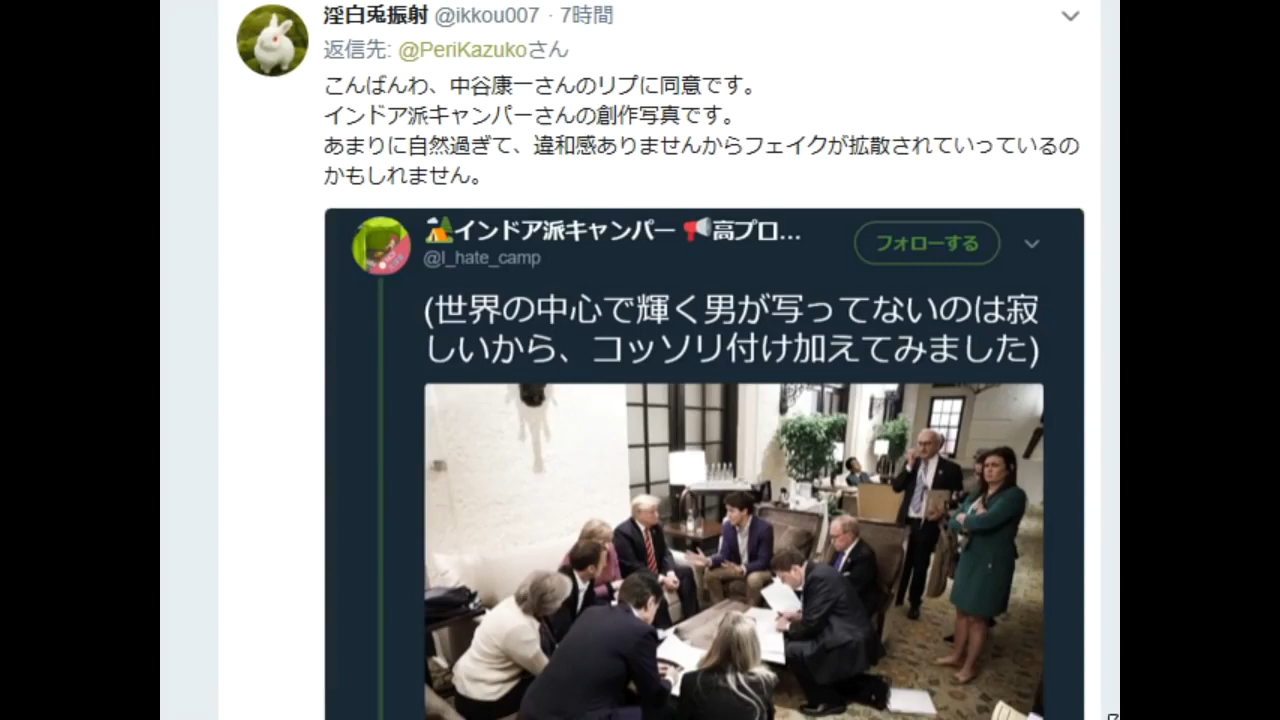 淫白兎振射 @ikkou007 · 7時間
返信先: @PeriKazukoさん
こんばんわ、中谷康一さんのリプに同意です。
インドア派キャンパーさんの創作写真です。
あまりに自然過ぎて、違和感ありませんからフェイクが拡散されていっているの
かもしれません。
🏕インドア派キャンパー 📢高プロ...
フォローする
@I_hate_camp
(世界の中心で輝く男が写ってないのは寂
しいから、コッソリ付け加えてみました)